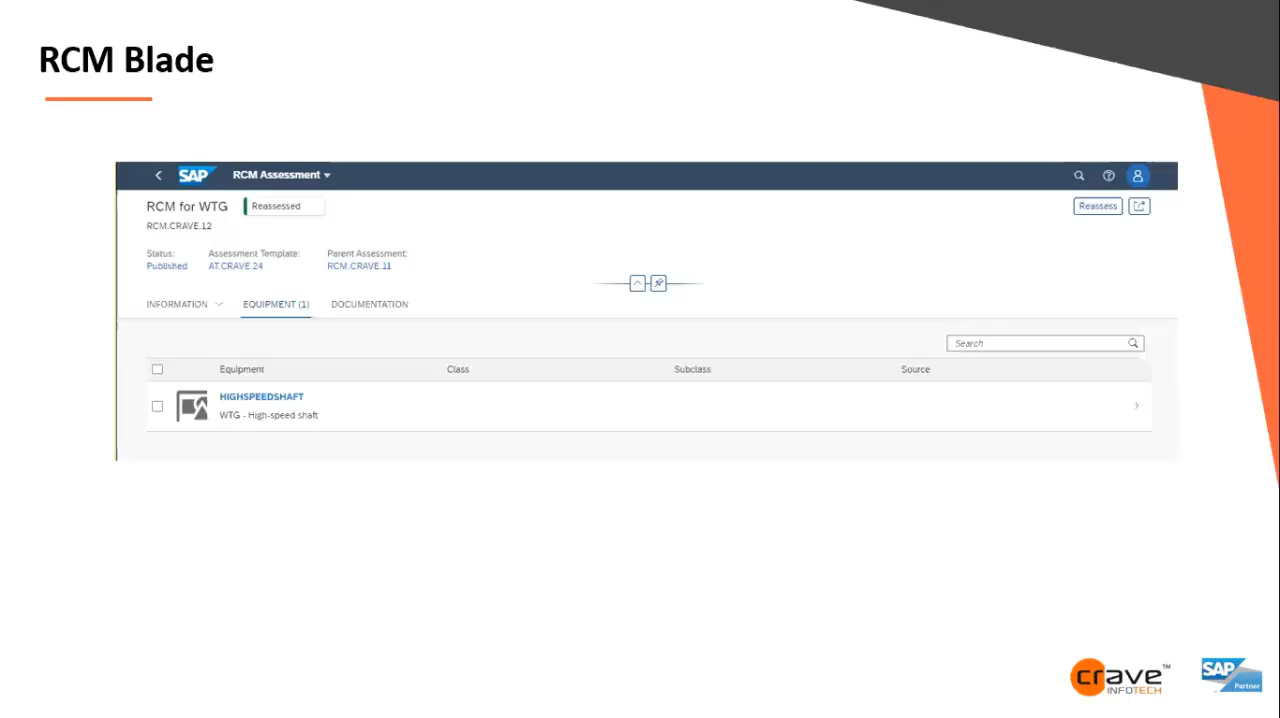 RCM Blade
SAP RCM Assessment
RCM for WTG Reassessed Reassess
RCM.CRAVE.12
Status: Assessment Template: Parent Assessment:
Published AT.CRAVE.24 RCM.CRAVE.11
INFORMATION EQUIPMENT (1) DOCUMENTATION
Search
Equipment Class Subclass Source
HIGHSPEEDSHAFT
WTG - High-speed shaft
crave™
INFOTECH
SAP
Partner